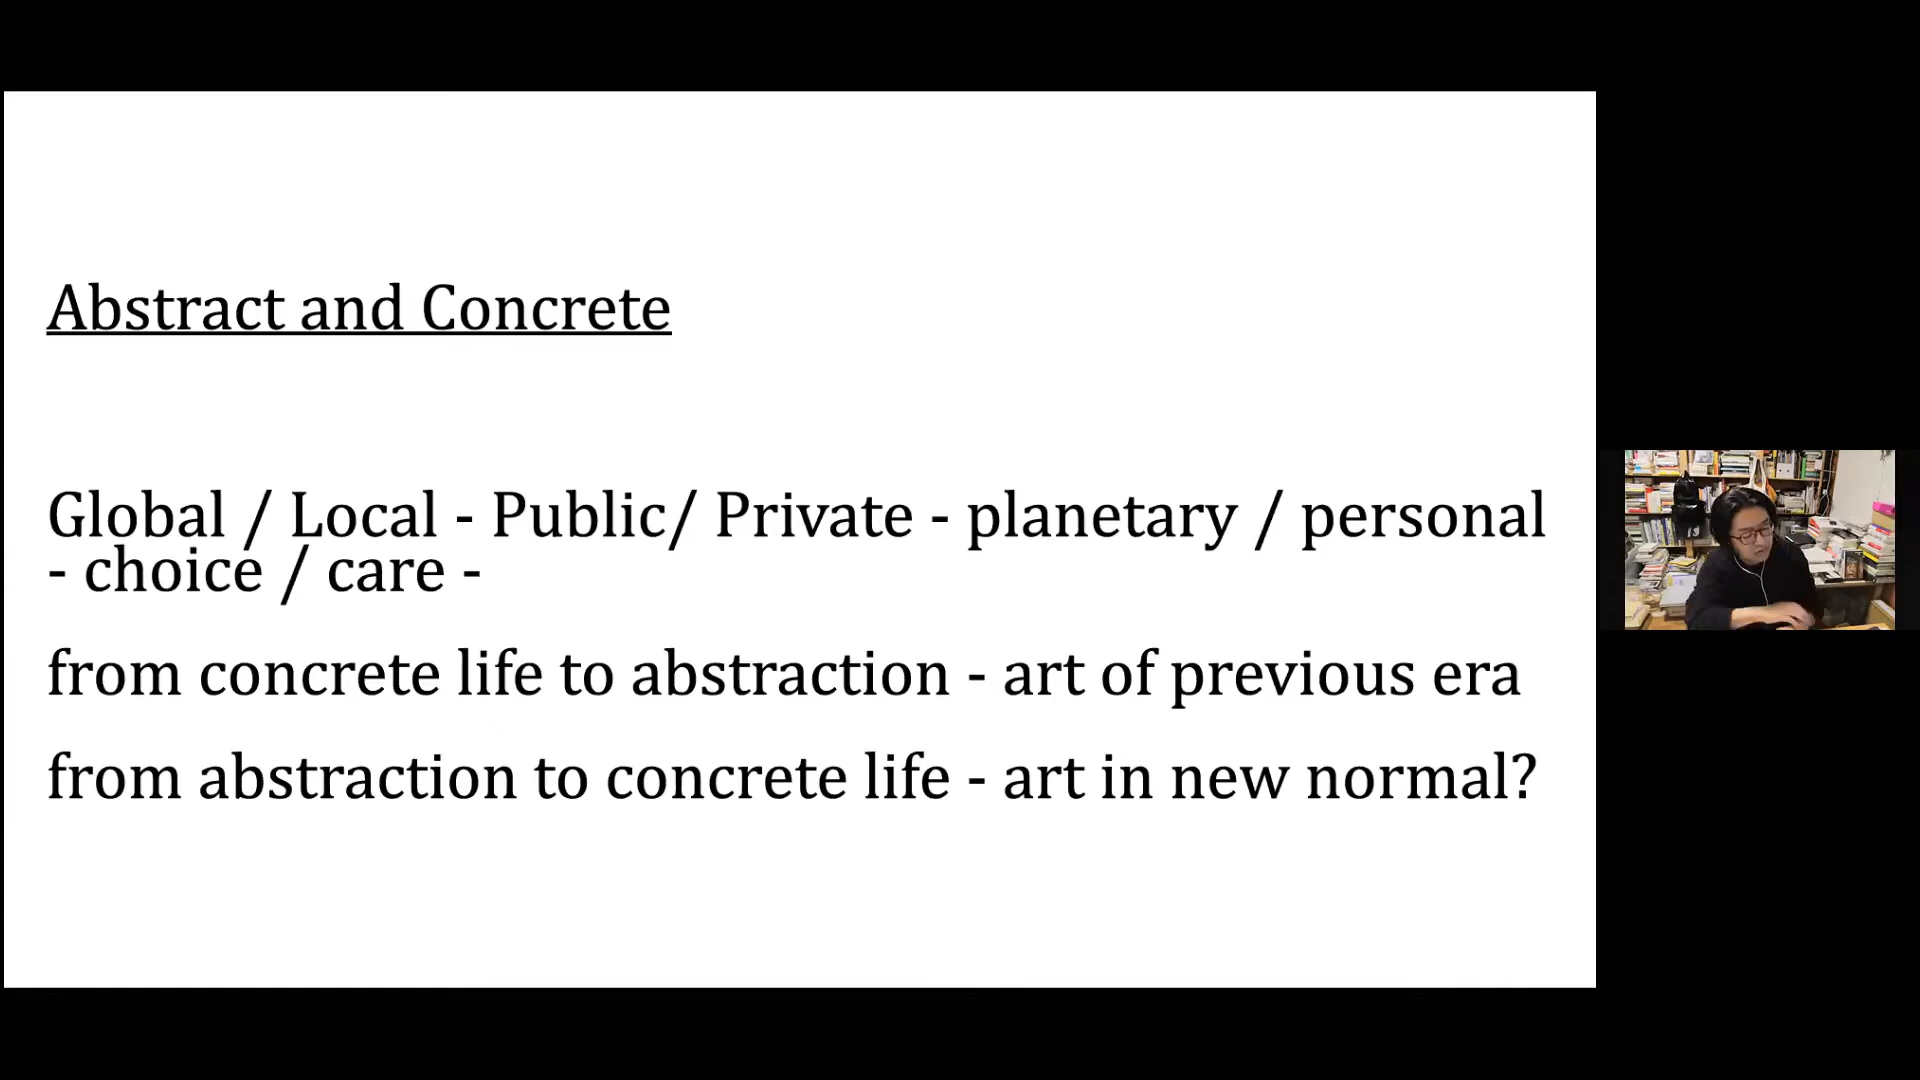 Abstract and Concrete
Global / Local - Public/ Private - planetary / personal
- choice / care -
from concrete life to abstraction - art of previous era
from abstraction to concrete life - art in new normal?